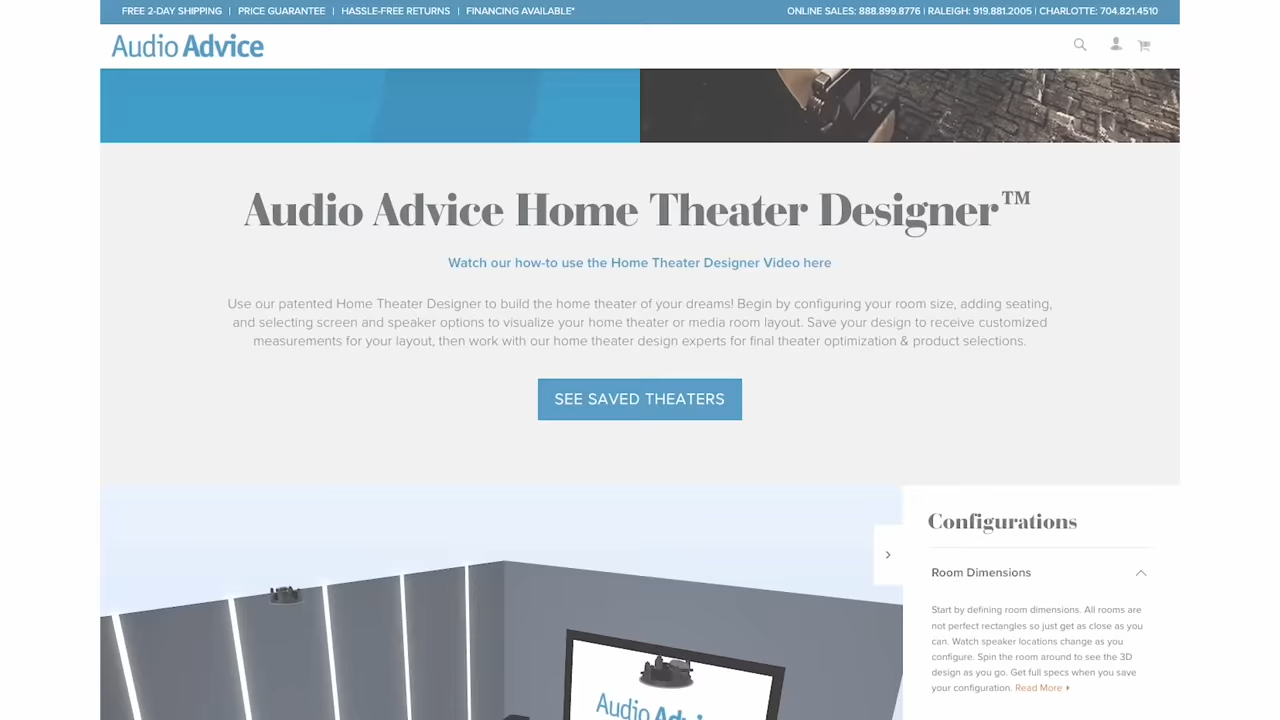 FREE 2-DAY SHIPPING | PRICE GUARANTEE | HASSLE-FREE RETURNS | FINANCING AVAILABLE*
ONLINE SALES: 888.899.8776 | RALEIGH: 919.881.2005 | CHARLOTTE: 704.821.4510
Audio Advice
Audio Advice Home Theater Designer™
Watch our how-to use the Home Theater Designer Video here
Use our patented Home Theater Designer to build the home theater of your dreams! Begin by configuring your room size, adding seating,
and selecting screen and speaker options to visualize your home theater or media room layout. Save your design to receive customized
measurements for your layout, then work with our home theater design experts for final theater optimization & product selections.
SEE SAVED THEATERS
Configurations
Room Dimensions
Start by defining room dimensions. All rooms are
not perfect rectangles so just get as close as you
can. Watch speaker locations change as you
configure. Spin the room around to see the 3D
design as you go. Get full specs when you save
your configuration. Read More
Audio Advice